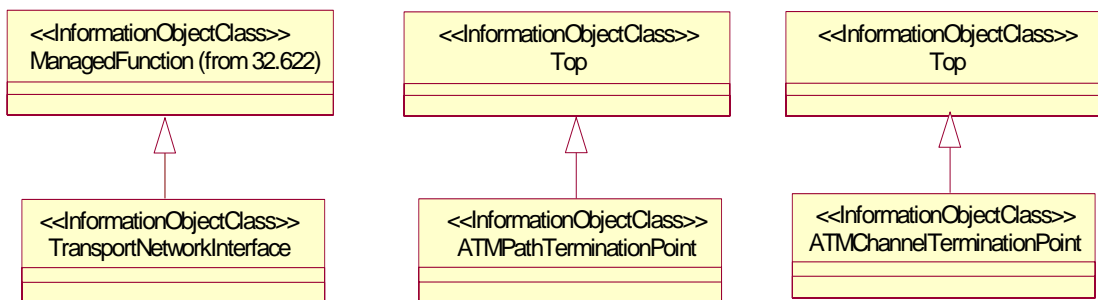 <<InformationObjectClass>>
ManagedFunction (from 32.622)
<<InformationObjectClass>>
Top
<<InformationObjectClass>>
Top
<<InformationObjectClass>>
TransportNetworkInterface
<<InformationObjectClass>>
ATMPathTerminationPoint
<<InformationObjectClass>>
ATMChannelTerminationPoint